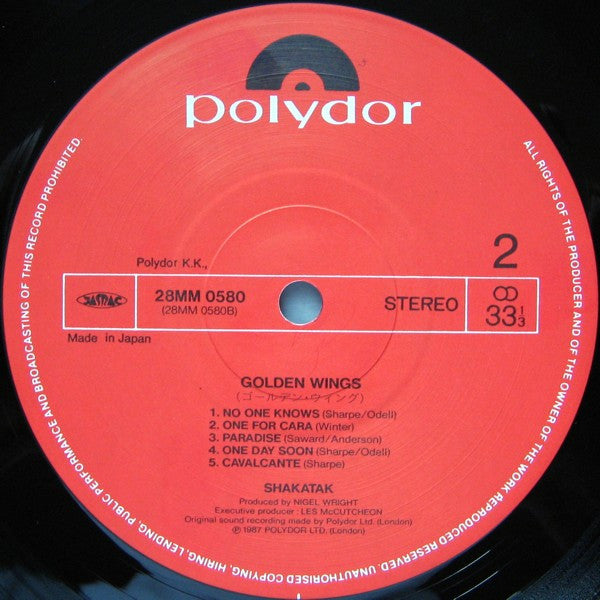 polydor
Polydor K.K.,
2
JASRAC
28MM 0580
(28MM 0580B)
STEREO
33 1/3
Made in Japan
GOLDEN WINGS
(ゴールデン・ウイング)
1. NO ONE KNOWS (Sharpe/Odell)
2. ONE FOR CARA (Winter)
3. PARADISE (Saward/Anderson)
4. ONE DAY SOON (Sharpe/Odell)
5. CAVALCANTE (Sharpe)
SHAKATAK
Produced by NIGEL WRIGHT
Executive producer : LES McCUTCHEON
Original sound recording made by Polydor Ltd. (London)
℗ 1987 POLYDOR LTD. (London)
ALL RIGHTS OF THE PRODUCER AND OF THE OWNER OF THE WORK REPRODUCED RESERVED. UNAUTHORISED COPYING, HIRING, LENDING, PUBLIC PERFORMANCE AND BROADCASTING OF THIS RECORD PROHIBITED.